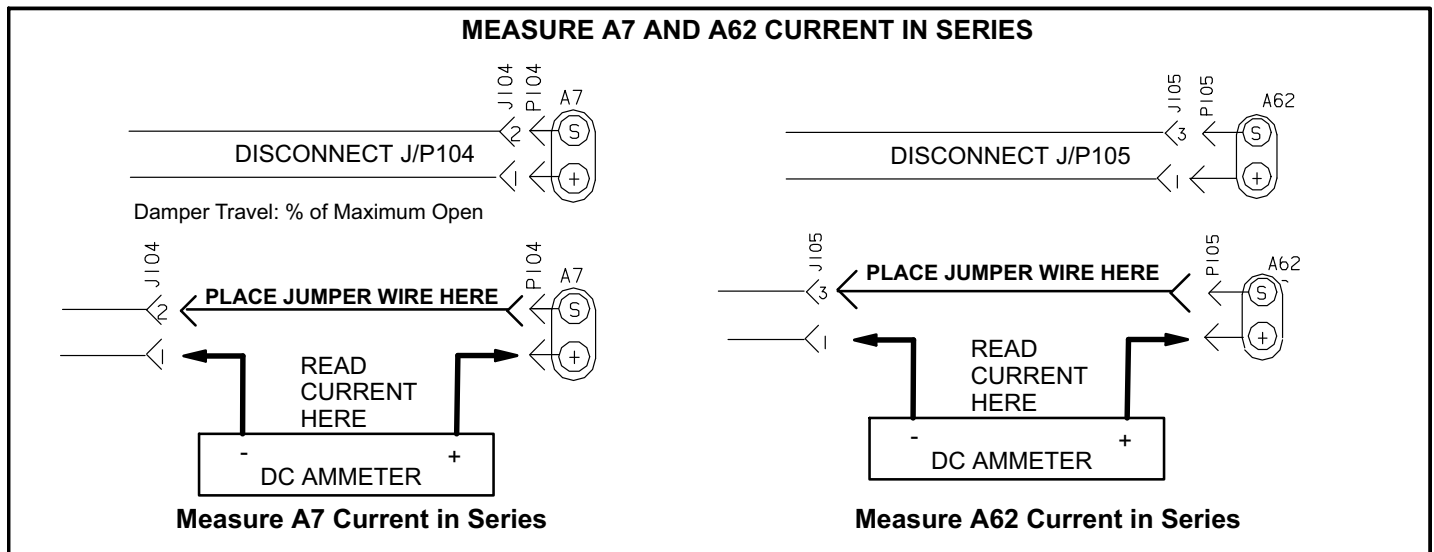 MEASURE A7 AND A62 CURRENT IN SERIES
J104
P104
A7
2
S
DISCONNECT J/P104
1
+
Damper Travel: % of Maximum Open
J104
P104
A7
2
PLACE JUMPER WIRE HERE
S
1
+
READ
CURRENT
HERE
-
+
DC AMMETER
Measure A7 Current in Series
J105
P105
A62
3
S
DISCONNECT J/P105
1
+
J105
P105
A62
3
PLACE JUMPER WIRE HERE
S
1
+
READ
CURRENT
HERE
-
+
DC AMMETER
Measure A62 Current in Series